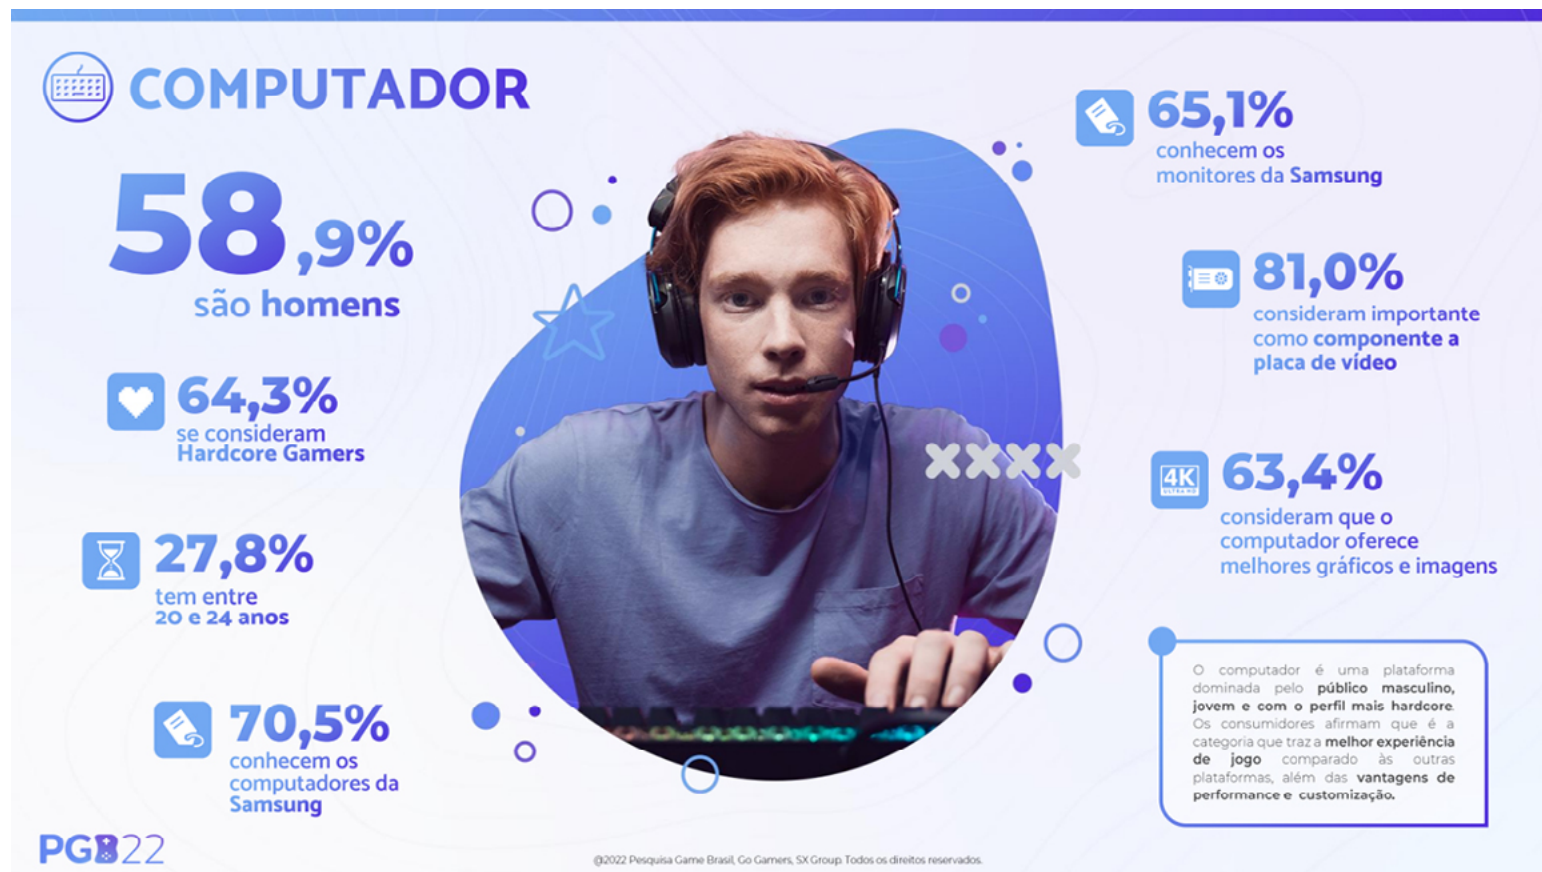 COMPUTADOR
58,9%
são homens
64,3%
se consideram
Hardcore Gamers
27,8%
tem entre
20 e 24 anos
70,5%
conhecem os
computadores da
Samsung
65,1%
conhecem os
monitores da Samsung
81,0%
consideram importante
como componente a
placa de vídeo
4K
ULTRA HD
63,4%
consideram que o
computador oferece
melhores gráficos e imagens
O computador é uma plataforma
dominada pelo público masculino,
jovem e com o perfil mais hardcore.
Os consumidores afirmam que é a
categoria que traz a melhor experiência
de jogo comparado às outras
plataformas, além das vantagens de
performance e customização.
PGB22
@2022 Pesquisa Game Brasil, Go Gamers, SX Group. Todos os direitos reservados.